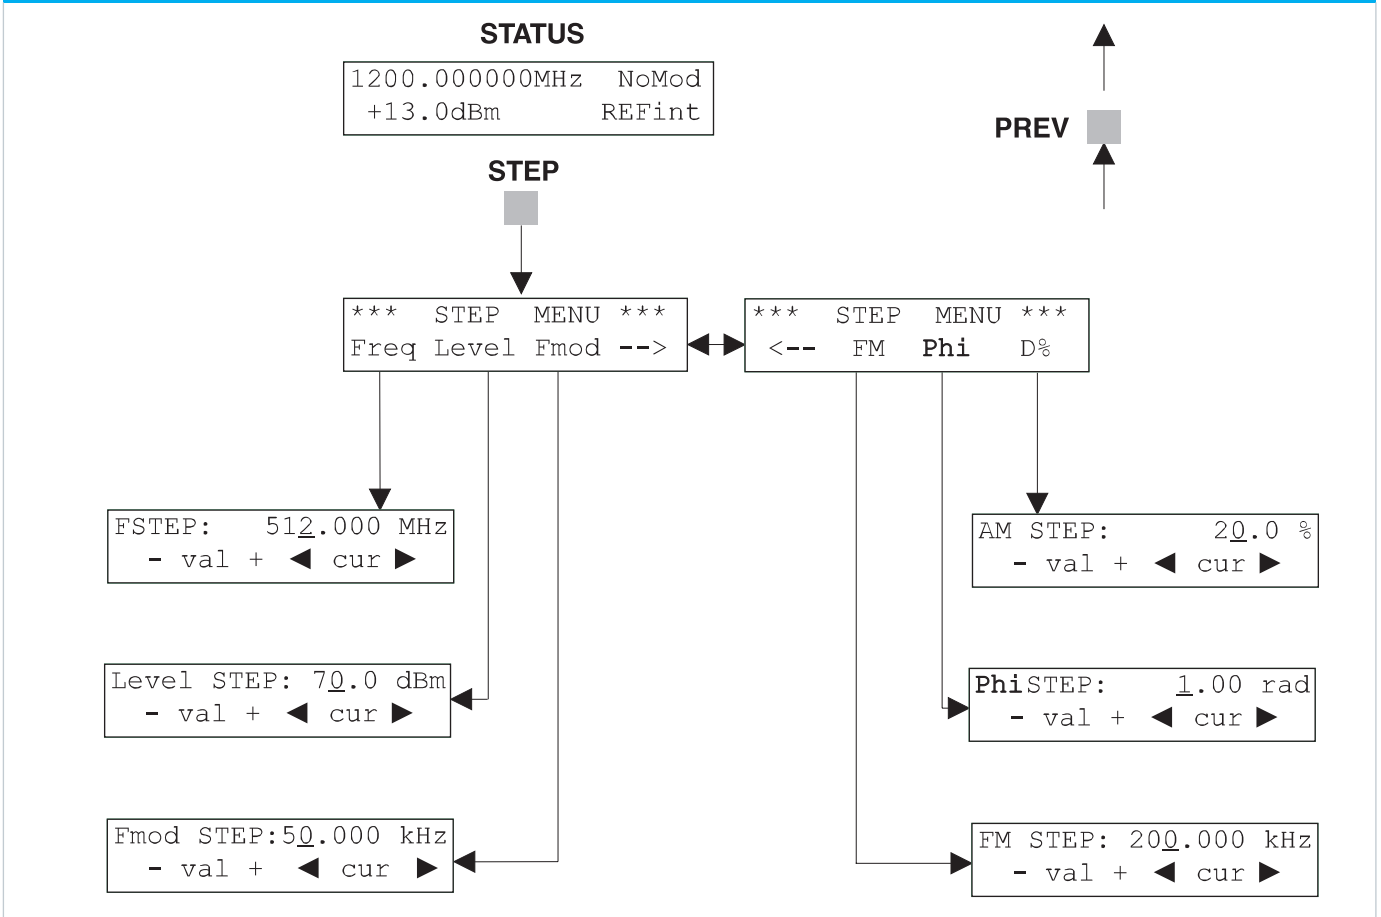 STATUS
1200.000000MHz NoMod
+13.0dBm REFint
PREV
STEP
*** STEP MENU ***
Freq Level Fmod -->
*** STEP MENU ***
<-- FM Phi D%
FSTEP: 512.000 MHz
- val + ◀ cur ▶
AM STEP: 20.0 %
- val + ◀ cur ▶
Level STEP: 70.0 dBm
- val + ◀ cur ▶
PhiSTEP: 1.00 rad
- val + ◀ cur ▶
Fmod STEP:50.000 kHz
- val + ◀ cur ▶
FM STEP: 200.000 kHz
- val + ◀ cur ▶